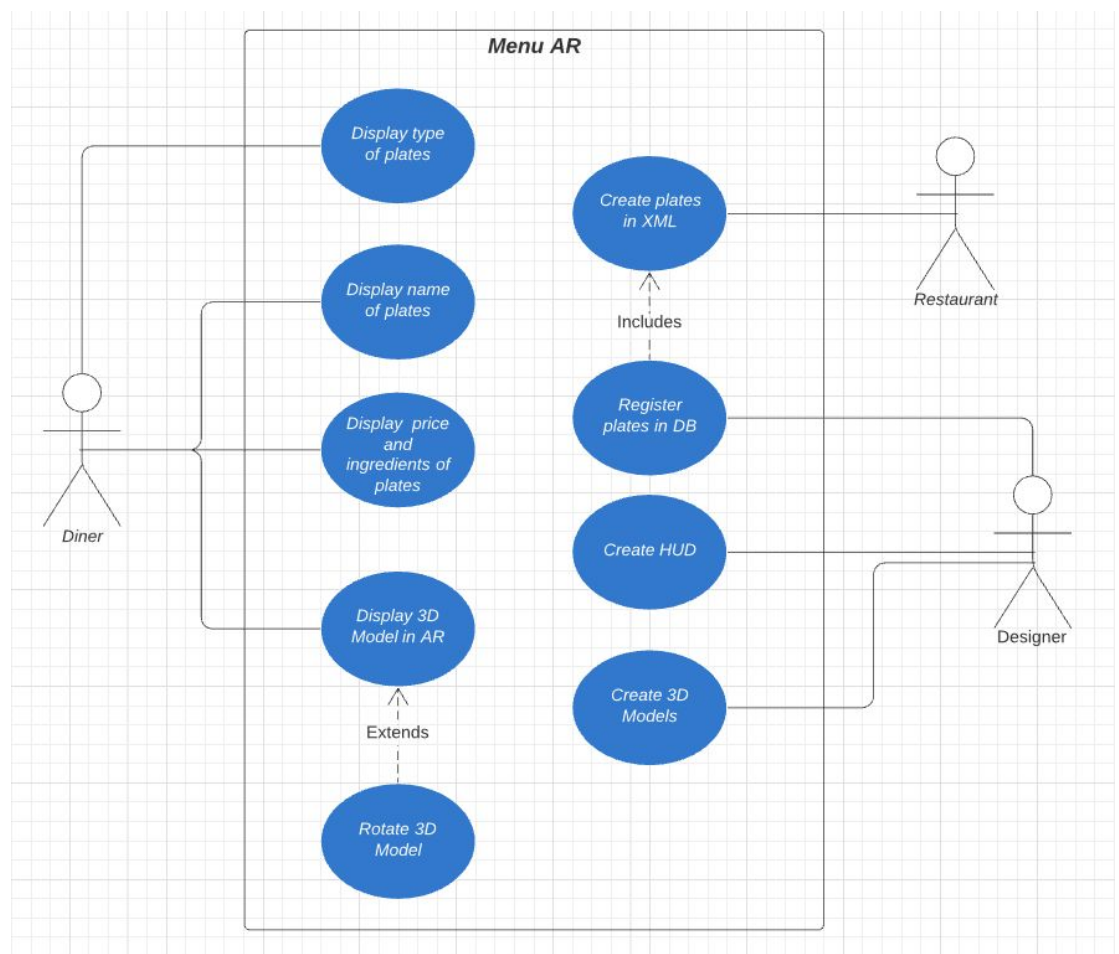 Menu AR
Display type
of plates
Create plates
in XML
Restaurant
Display name
of plates
Includes
Register
plates in DB
Display price
and
ingredients of
plates
Diner
Create HUD
Designer
Display 3D
Model in AR
Create 3D
Models
Extends
Rotate 3D
Model